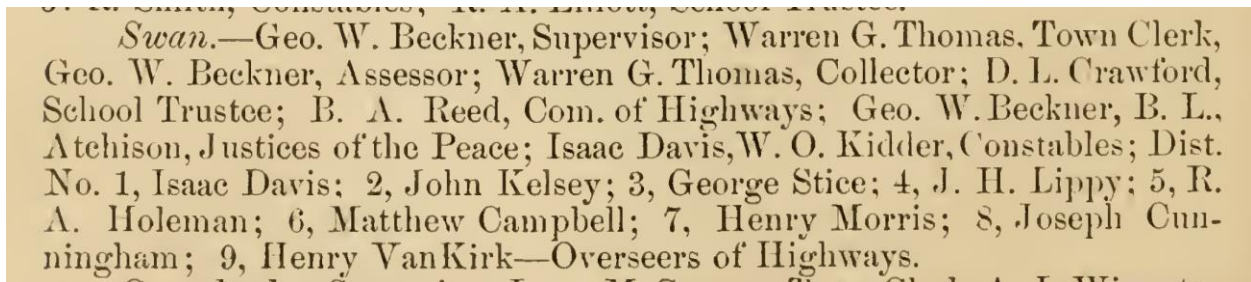 Swan.—Geo. W. Beckner, Supervisor; Warren G. Thomas, Town Clerk,
Geo. W. Beckner, Assessor; Warren G. Thomas, Collector; D. L. Crawford,
School Trustee; B. A. Reed, Com. of Highways; Geo. W. Beckner, B. L.,
Atchison, Justices of the Peace; Isaac Davis, W. O. Kidder, Constables; Dist.
No. 1, Isaac Davis; 2, John Kelsey; 3, George Stice; 4, J. H. Lippy; 5, R.
A. Holeman; 6, Matthew Campbell; 7, Henry Morris; 8, Joseph Cun-
ningham; 9, Henry VanKirk—Overseers of Highways.